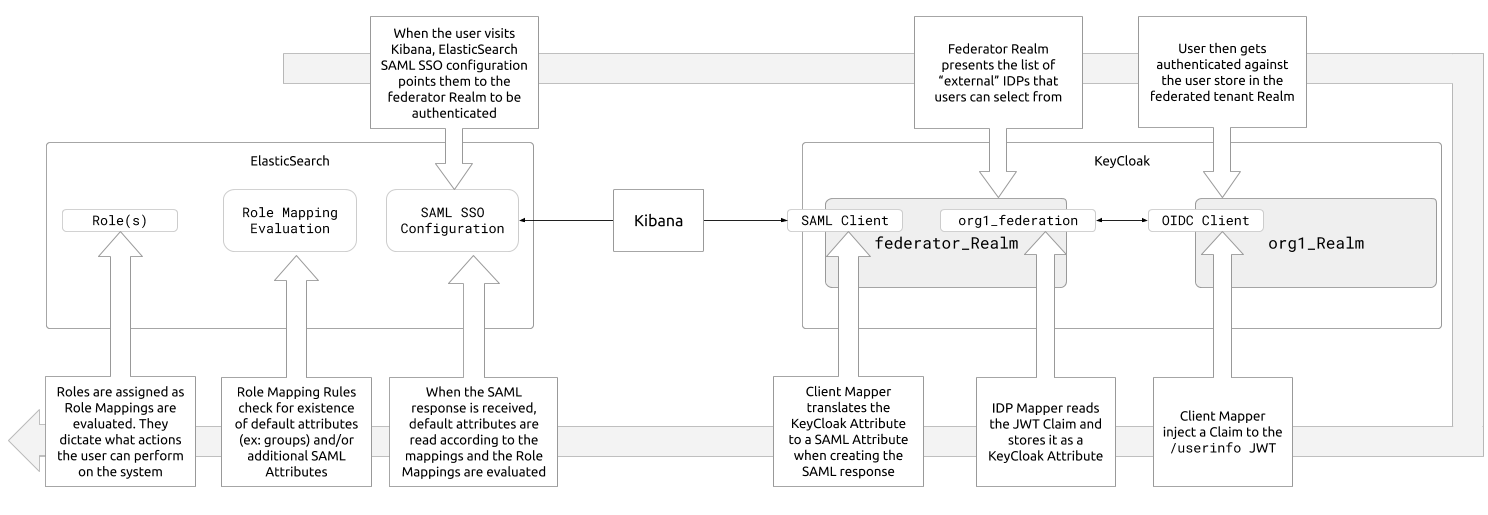 When the user visits
Kibana, ElasticSearch
SAML SSO configuration
points them to the
federator Realm to be
authenticated
Federator Realm
presents the list of
“external” IDPs that
users can select from
User then gets
authenticated against
the user store in the
federated tenant Realm
ElasticSearch
KeyCloak
Role(s)
Role Mapping
Evaluation
SAML SSO
Configuration
Kibana
SAML Client
org1_federation
OIDC Client
federator_Realm
org1_Realm
Roles are assigned as
Role Mappings are
evaluated. They
dictate what actions
the user can perform
on the system
Role Mapping Rules
check for existence
of default attributes
(ex: groups) and/or
additional SAML
Attributes
When the SAML
response is received,
default attributes are
read according to the
mappings and the Role
Mappings are evaluated
Client Mapper
translates the
KeyCloak Attribute
to a SAML Attribute
when creating the
SAML response
IDP Mapper reads
the JWT Claim and
stores it as a
KeyCloak Attribute
Client Mapper
inject a Claim to the
/userinfo JWT